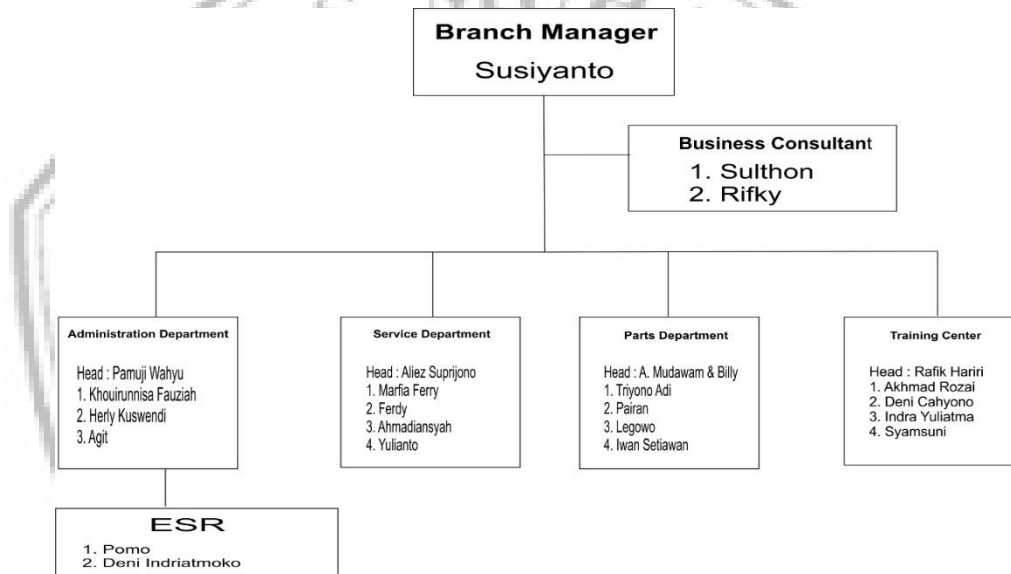 Branch Manager
Susiyanto
Business Consultant
1. Sulthon
2. Rifky
Administration Department
Head : Pamuji Wahyu
1. Khouirunnisa Fauziah
2. Herly Kuswendi
3. Agit
Service Department
Head : Aliez Suprijono
1. Marfia Ferry
2. Ferdy
3. Ahmadiansyah
4. Yulianto
Parts Department
Head : A. Mudawam & Billy
1. Triyono Adi
2. Pairan
3. Legowo
4. Iwan Setiawan
Training Center
Head : Rafik Hariri
1. Akhmad Rozai
2. Deni Cahyono
3. Indra Yuliatma
4. Syamsuni
ESR
1. Pomo
2. Deni Indriatmoko